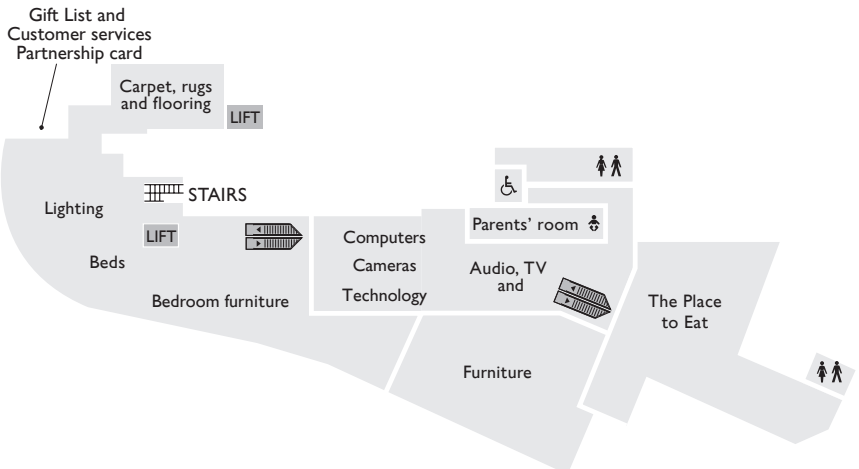 Gift List and
Customer services
Partnership card
Carpet, rugs
and flooring
LIFT
STAIRS
Lighting
LIFT
Beds
Bedroom furniture
Computers
Cameras
Technology
Parents' room
Audio, TV
and
The Place
to Eat
Furniture